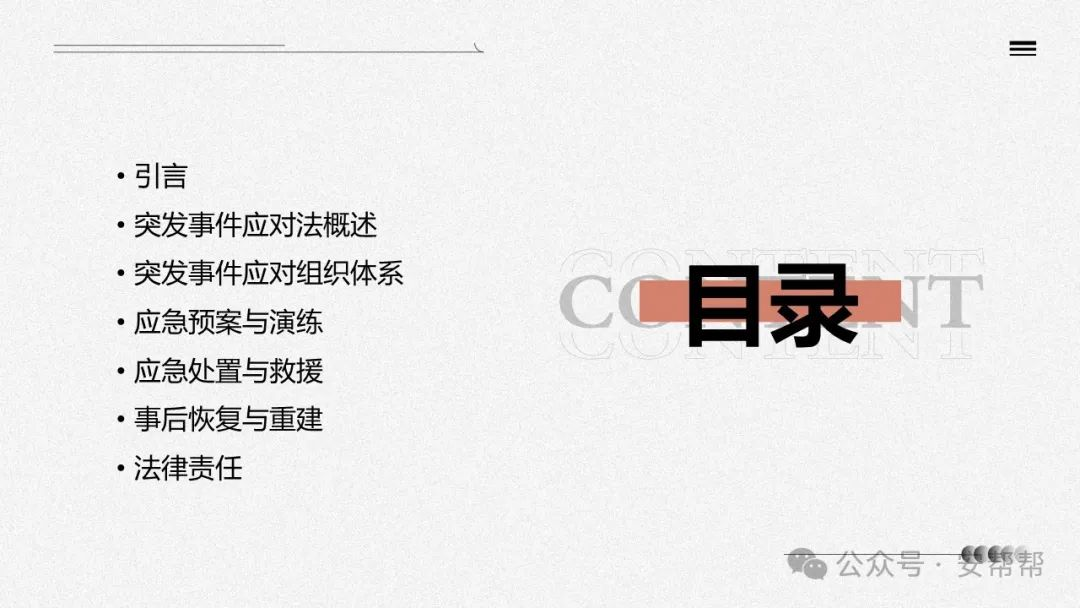 • 引言
• 突发事件应对法概述
• 突发事件应对组织体系
• 应急预案与演练
• 应急处置与救援
• 事后恢复与重建
• 法律责任
CONTENT
CONTENT
CONTENT
目录
公众号 · 安帮帮